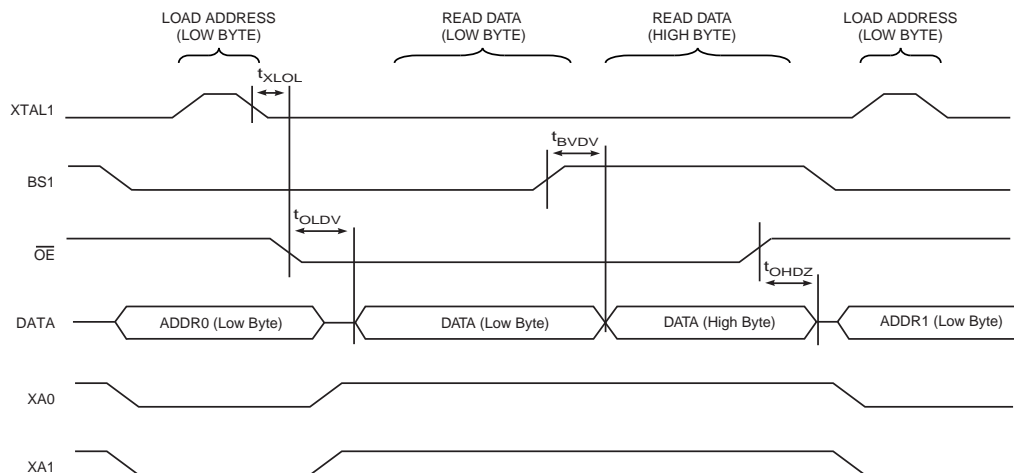 LOAD ADDRESS
(LOW BYTE)
READ DATA
(LOW BYTE)
READ DATA
(HIGH BYTE)
LOAD ADDRESS
(LOW BYTE)
tXLOL
XTAL1
tBVDV
BS1
tOLDV
OE
tOHDZ
DATA
ADDR0 (Low Byte)
DATA (Low Byte)
DATA (High Byte)
ADDR1 (Low Byte)
XA0
XA1